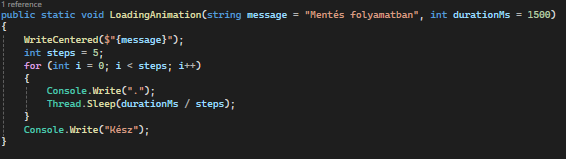 1 reference
public static void LoadingAnimation(string message = "Mentés folyamatban", int durationMs = 1500)
{
    WriteCentered($"{message}");
    int steps = 5;
    for (int i = 0; i < steps; i++)
    {
        Console.Write(".");
        Thread.Sleep(durationMs / steps);
    }
    Console.Write("Kész");
}